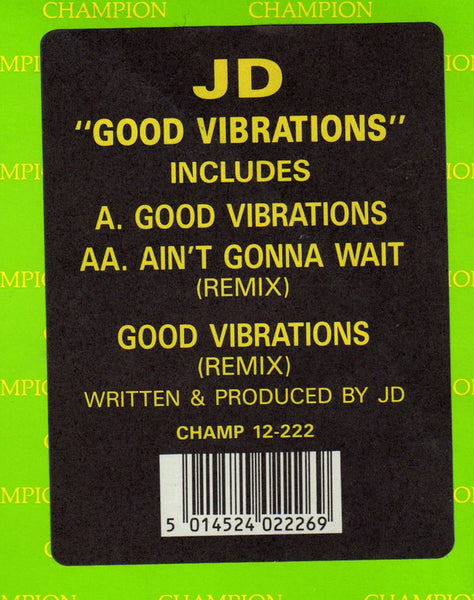 CHAMPION CHAMPION
JD
"GOOD VIBRATIONS"
INCLUDES
A. GOOD VIBRATIONS
AA. AIN'T GONNA WAIT
(REMIX)
GOOD VIBRATIONS
(REMIX)
WRITTEN & PRODUCED BY JD
CHAMP 12-222
5 014524 022269
CHAMPION CHAMPION